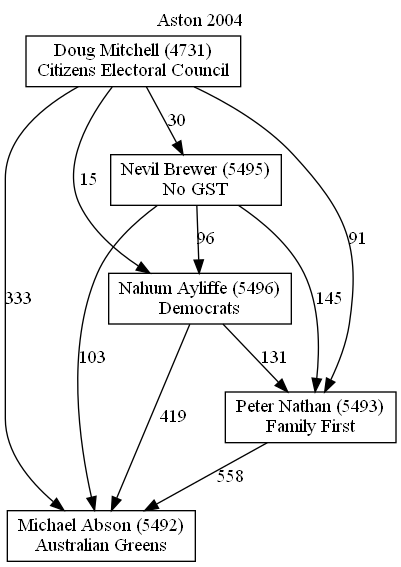 Aston 2004
Doug Mitchell (4731)
Citizens Electoral Council
30
Nevil Brewer (5495)
No GST
15
96
91
Nahum Ayliffe (5496)
Democrats
333
145
103
131
Peter Nathan (5493)
Family First
419
558
Michael Abson (5492)
Australian Greens